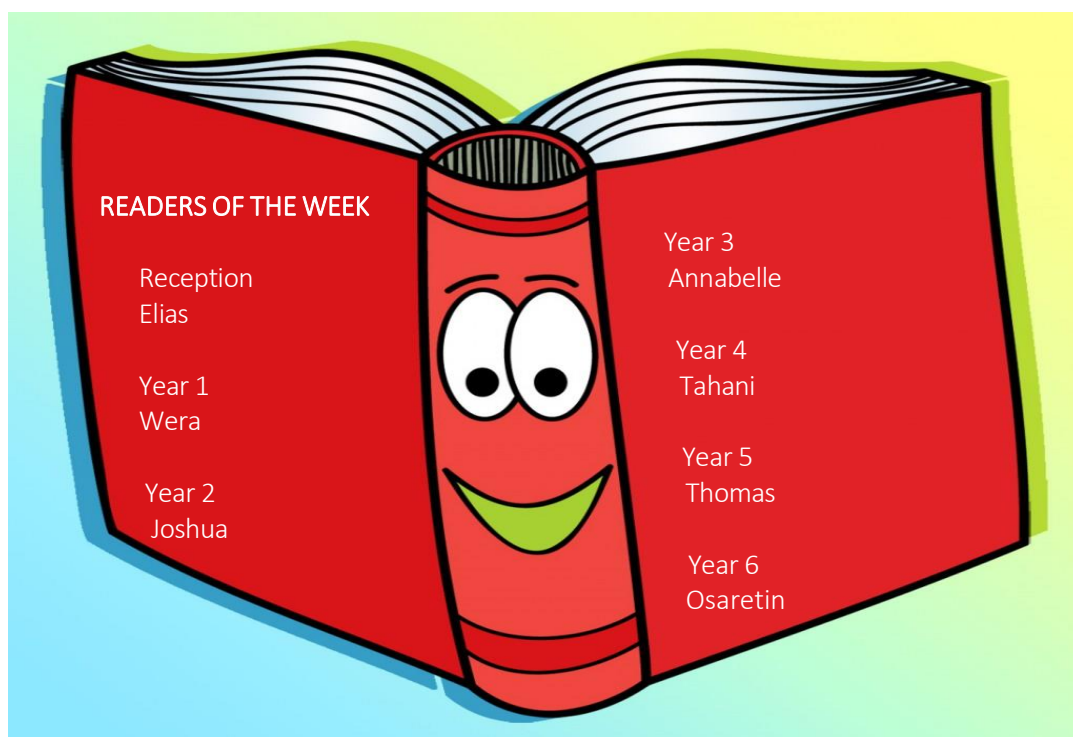 READERS OF THE WEEK
Reception
Elias
Year 1
Wera
Year 2
Joshua
Year 3
Annabelle
Year 4
Tahani
Year 5
Thomas
Year 6
Osaretin